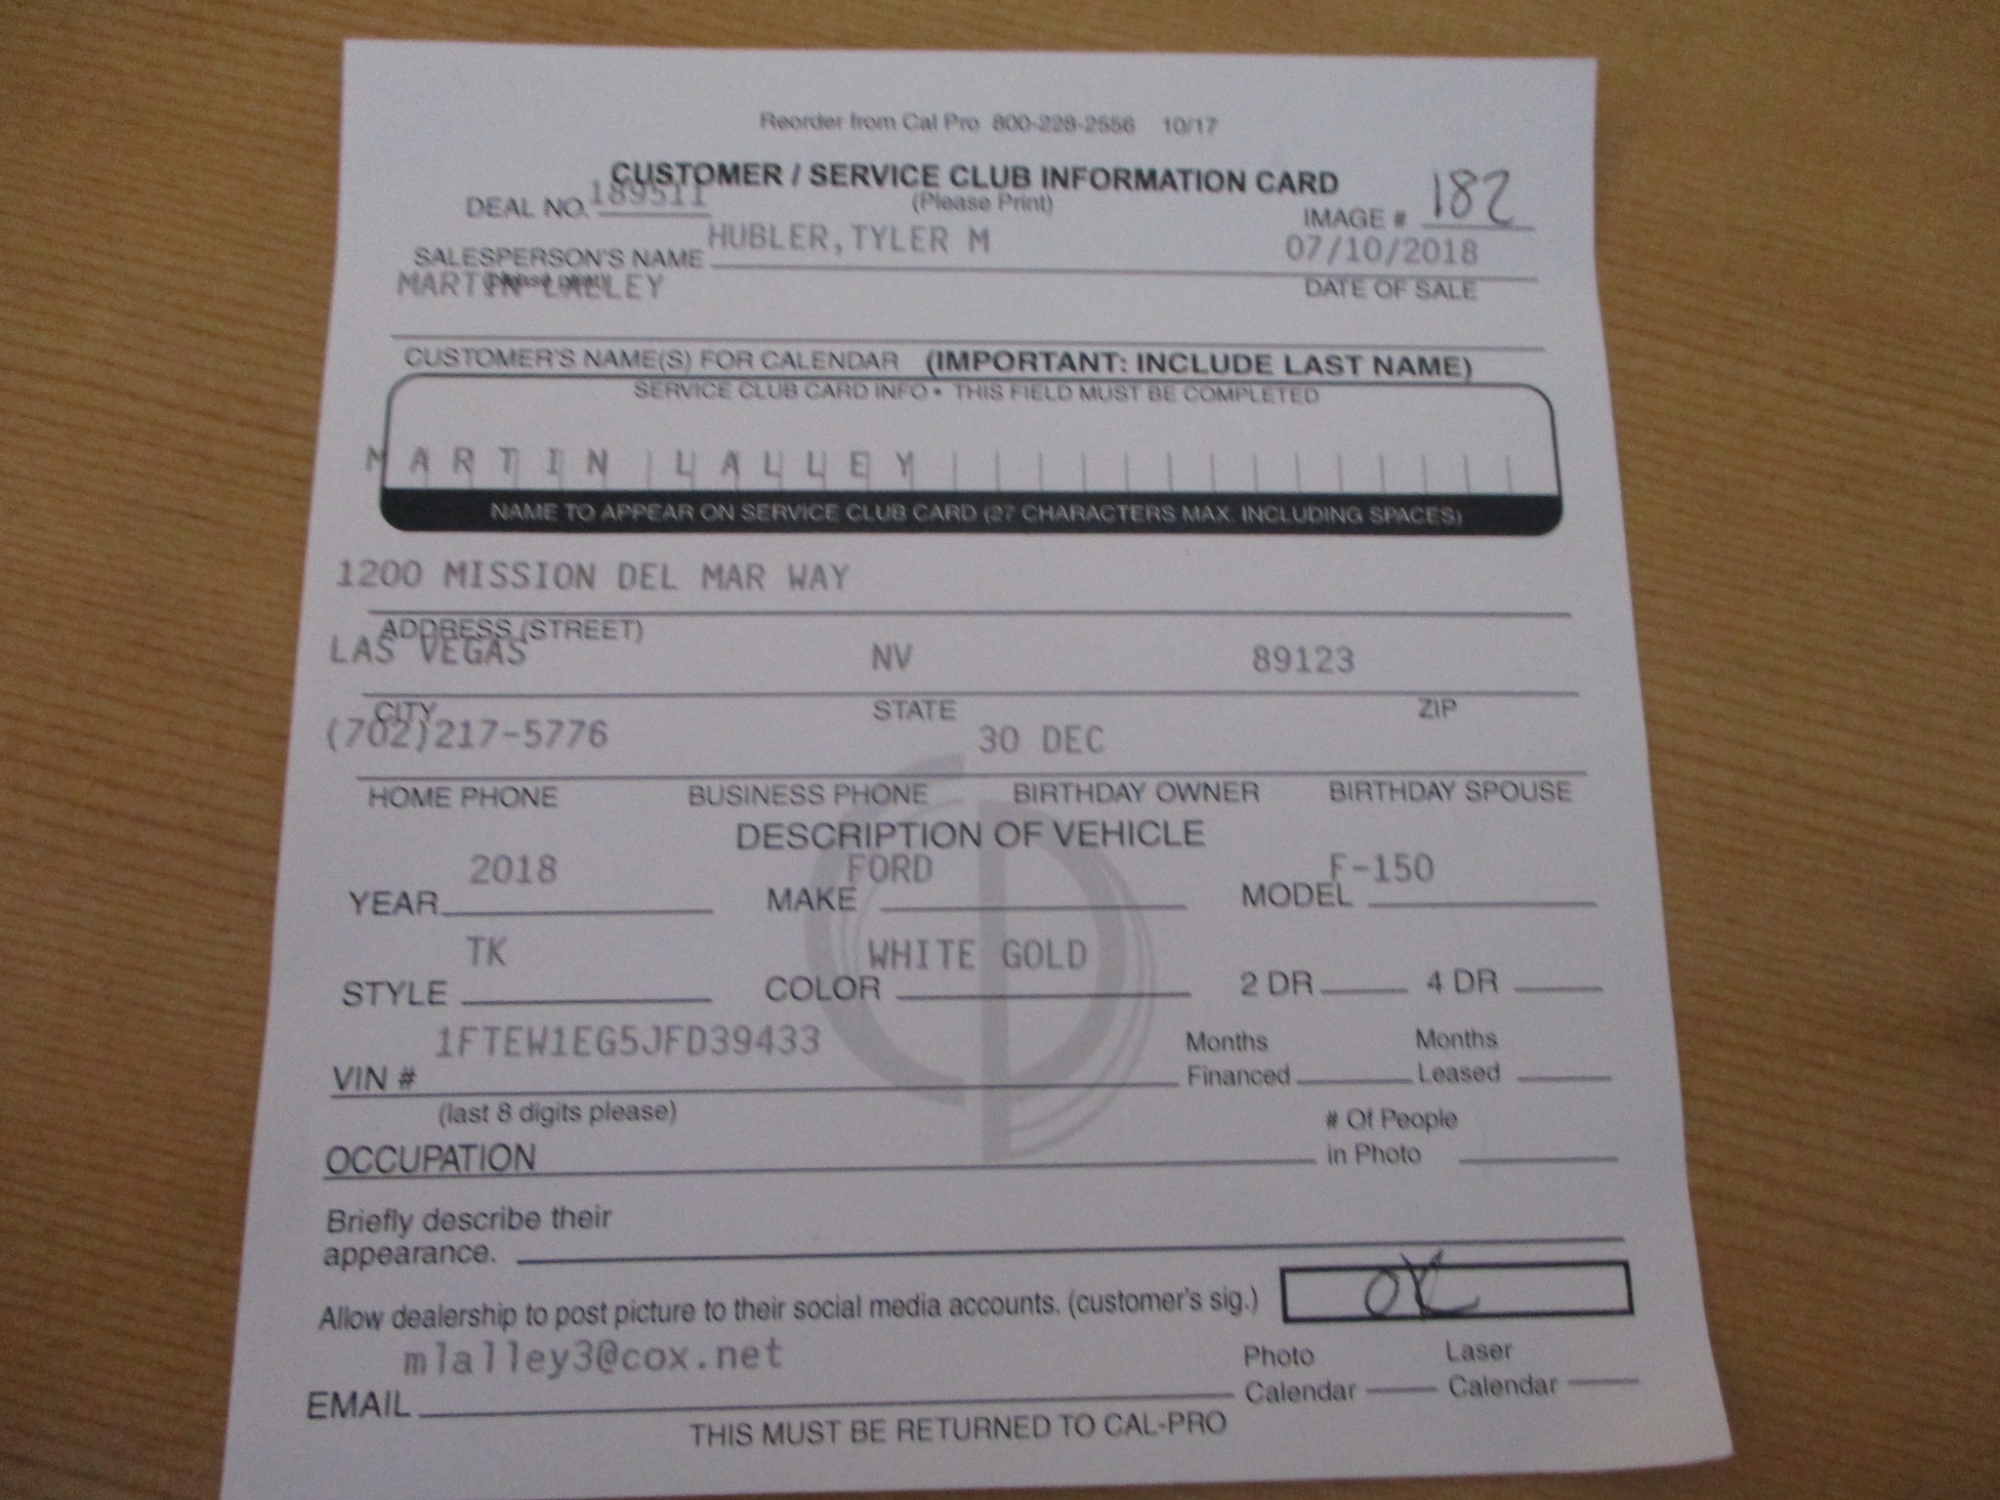 Reorder from Cal Pro 800-228-2556 10/17
CUSTOMER / SERVICE CLUB INFORMATION CARD
DEAL NO. 189511 (Please Print) IMAGE # 182
SALESPERSON'S NAME HUBLER,TYLER M 07/10/2018
(Please print) MARTIN LALLEY DATE OF SALE
CUSTOMER'S NAME(S) FOR CALENDAR (IMPORTANT: INCLUDE LAST NAME)
SERVICE CLUB CARD INFO • THIS FIELD MUST BE COMPLETED
MARTIN LALLEY
NAME TO APPEAR ON SERVICE CLUB CARD (27 CHARACTERS MAX. INCLUDING SPACES)
1200 MISSION DEL MAR WAY
ADDRESS (STREET)
LAS VEGAS NV 89123
CITY STATE ZIP
(702)217-5776 30 DEC
HOME PHONE BUSINESS PHONE BIRTHDAY OWNER BIRTHDAY SPOUSE
DESCRIPTION OF VEHICLE
2018 FORD F-150
YEAR MAKE MODEL
TK WHITE GOLD
STYLE COLOR 2 DR 4 DR
1FTEW1EG5JFD39433 Months Months
VIN # Financed Leased
(last 8 digits please) # Of People
OCCUPATION in Photo
Briefly describe their
appearance.
Allow dealership to post picture to their social media accounts. (customer's sig.) OK
mlalley3@cox.net Photo Laser
EMAIL Calendar Calendar
THIS MUST BE RETURNED TO CAL-PRO